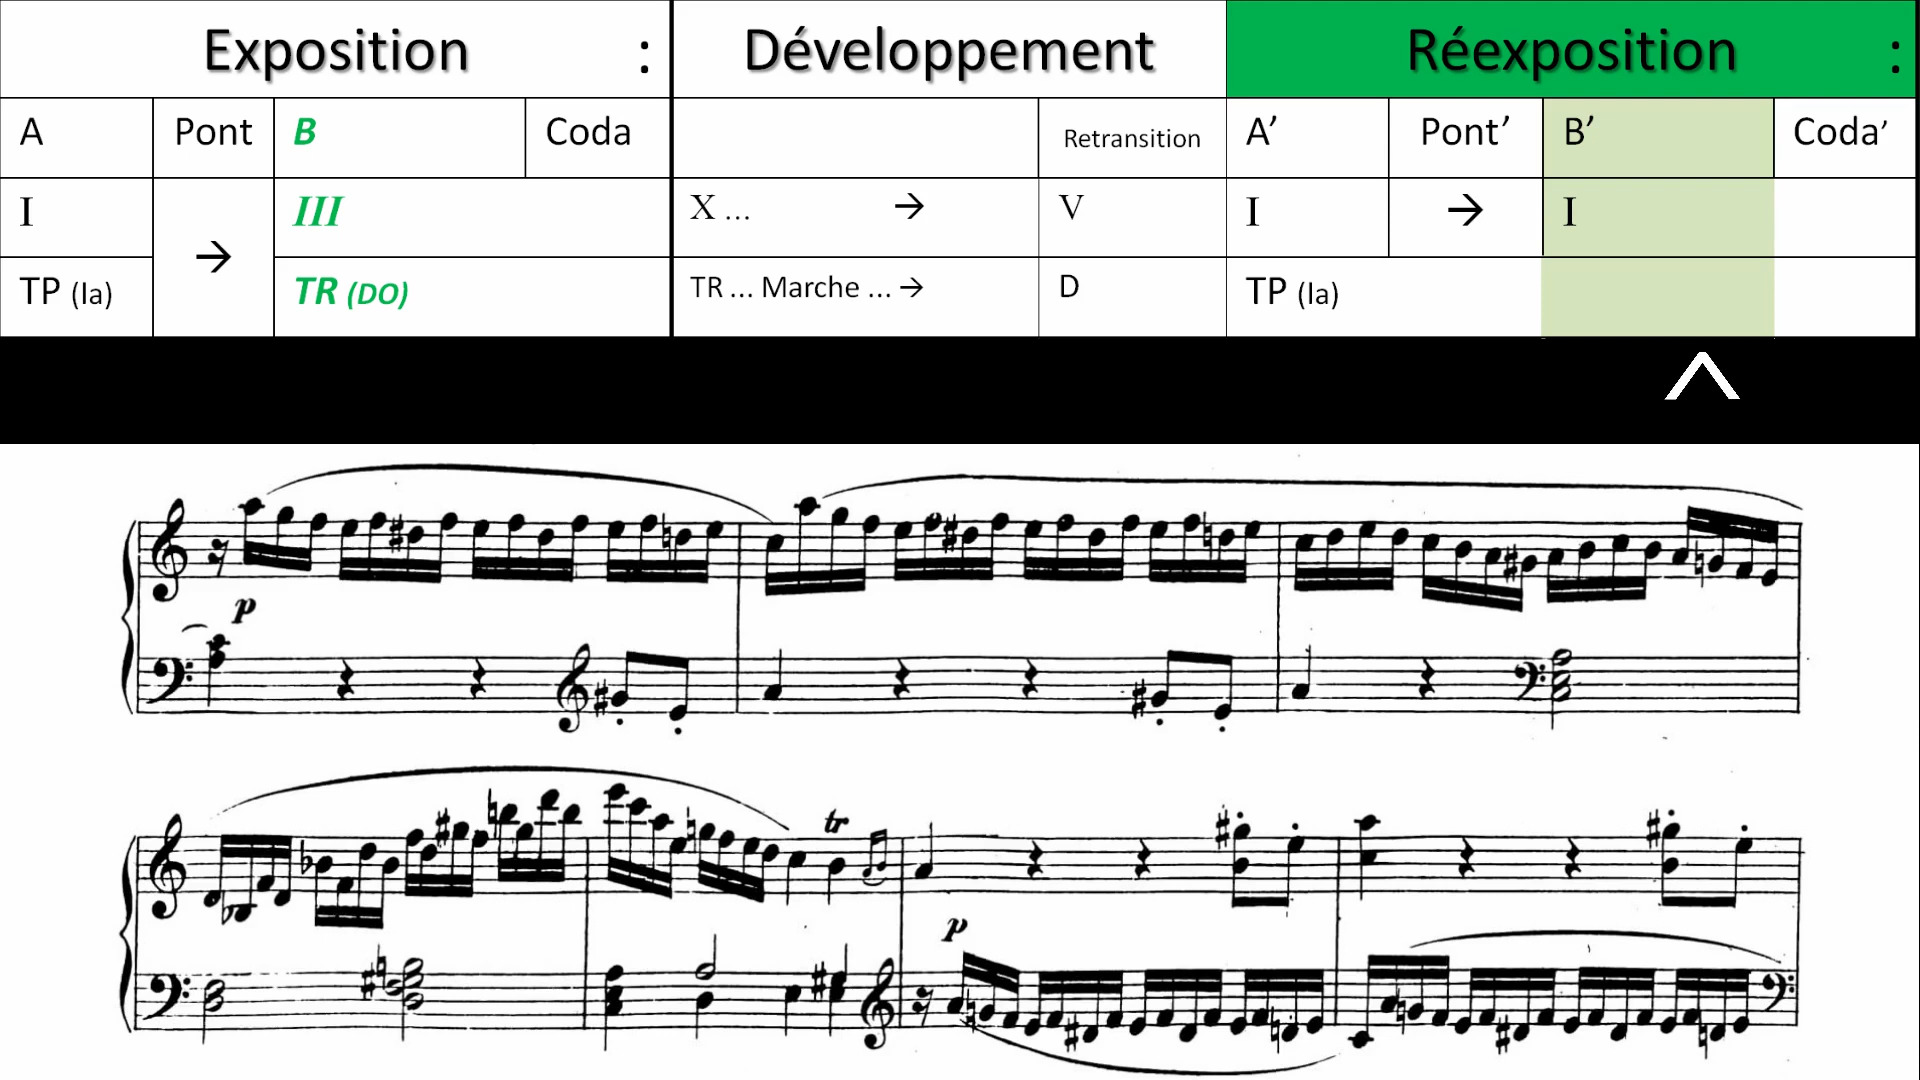 Exposition : Développement Réexposition :
A Pont B Coda Retransition A’ Pont’ B’ Coda’
I III X ... → V I → I
→
TP (la) TR (DO) TR ... Marche ... → D TP (la)
p
tr
p